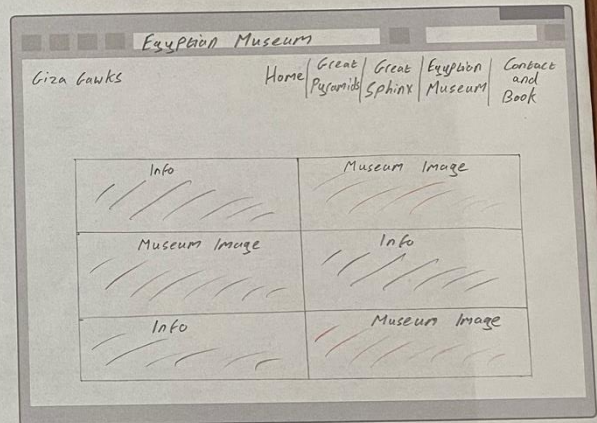 Egyptian Museum
Giza Gawks
Home
Great Pyramids
Great Sphinx
Egyptian Museum
Contact and Book
Info
Museum Image
Museum Image
Info
Info
Museum Image